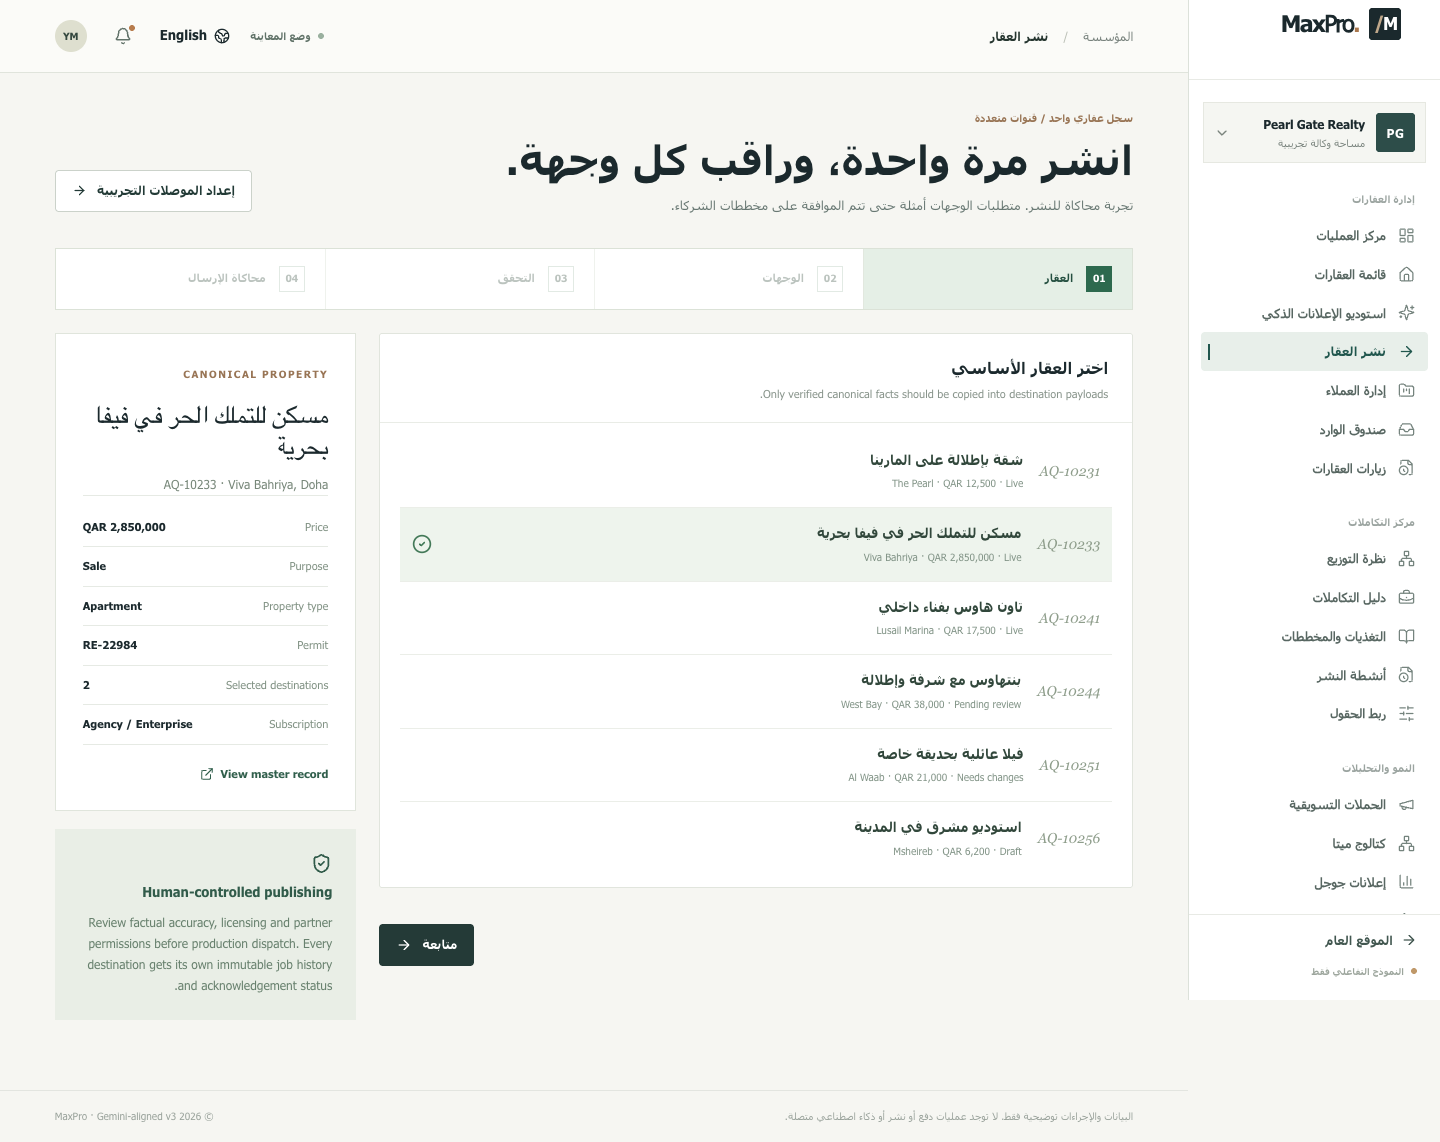 MaxPro.
/M
PG
Pearl Gate Realty
مساحة وكالة تجريبية
إدارة العقارات
مركز العمليات
قائمة العقارات
استوديو الإعلانات الذكي
نشر العقار
إدارة العملاء
صندوق الوارد
زيارات العقارات
مركز التكاملات
نظرة التوزيع
دليل التكاملات
التغذيات والمخططات
أنشطة النشر
ربط الحقول
النمو والتحليلات
الحملات التسويقية
كتالوج ميتا
إعلانات جوجل
الموقع العام
النموذج التفاعلي فقط
المؤسسة / نشر العقار
وضع المعاينة
English
YM
سجل عقاري واحد / قنوات متعددة
انشر مرة واحدة، وراقب كل وجهة.
تجربة محاكاة للنشر. متطلبات الوجهات أمثلة حتى تتم الموافقة على مخططات الشركاء.
إعداد الموصلات التجريبية
01 العقار
02 الوجهات
03 التحقق
04 محاكاة الإرسال
اختر العقار الأساسي
Only verified canonical facts should be copied into destination payloads.
AQ-10231
شقة بإطلالة على المارينا
The Pearl · QAR 12,500 · Live
AQ-10233
مسكن للتملك الحر في فيفا بحرية
Viva Bahriya · QAR 2,850,000 · Live
AQ-10241
تاون هاوس بفناء داخلي
Lusail Marina · QAR 17,500 · Live
AQ-10244
بنتهاوس مع شرفة وإطلالة
West Bay · QAR 38,000 · Pending review
AQ-10251
فيلا عائلية بحديقة خاصة
Al Waab · QAR 21,000 · Needs changes
AQ-10256
استوديو مشرق في المدينة
Msheireb · QAR 6,200 · Draft
متابعة
CANONICAL PROPERTY
مسكن للتملك الحر في فيفا
بحرية
AQ-10233 · Viva Bahriya, Doha
Price QAR 2,850,000
Purpose Sale
Property type Apartment
Permit RE-22984
Selected destinations 2
Subscription Agency / Enterprise
View master record
Human-controlled publishing
Review factual accuracy, licensing and partner
permissions before production dispatch. Every
destination gets its own immutable job history
and acknowledgement status.
البيانات والإجراءات توضيحية فقط. لا توجد عمليات دفع أو نشر أو ذكاء اصطناعي متصلة.
MaxPro · Gemini-aligned v3 2026 ©